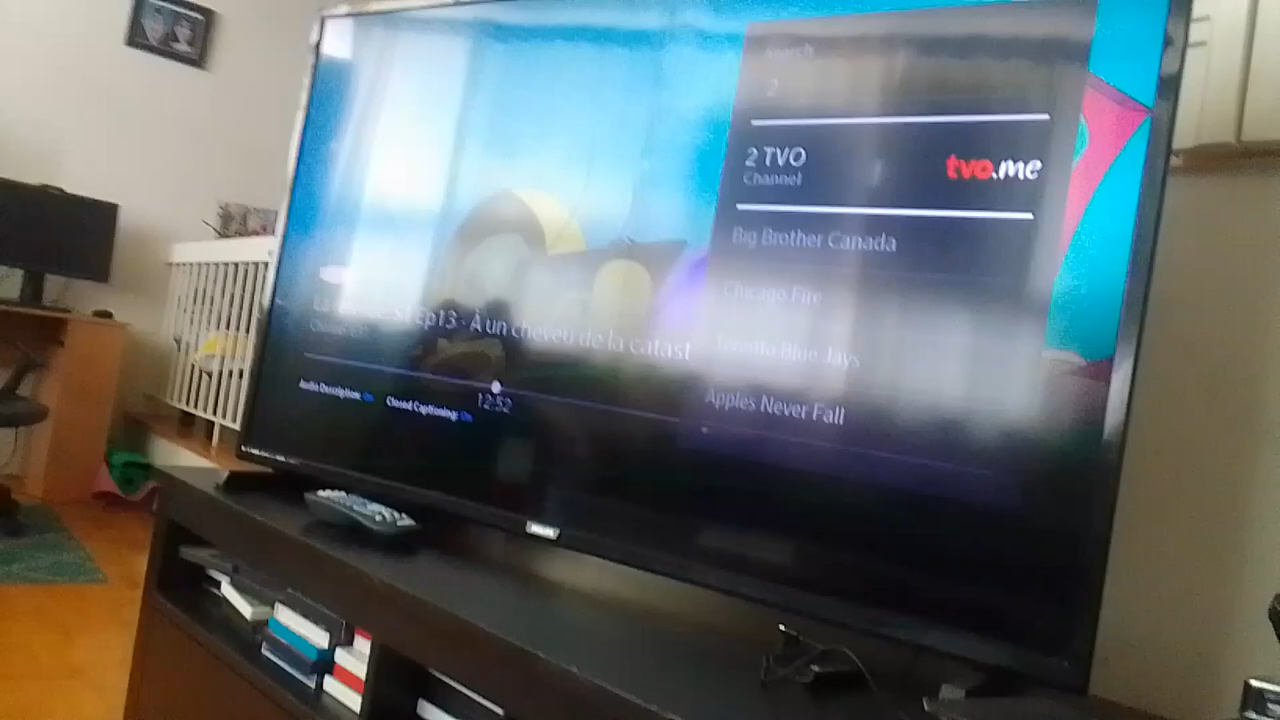 Search
2
2 TVO
Channel
tvo.me
Big Brother Canada
Chicago Fire
Toronto Blue Jays
Apples Never Fall
Ep13 - À un cheveu de la catast
12:52
Audio Description: On
Closed Captioning: On
PHILIPS